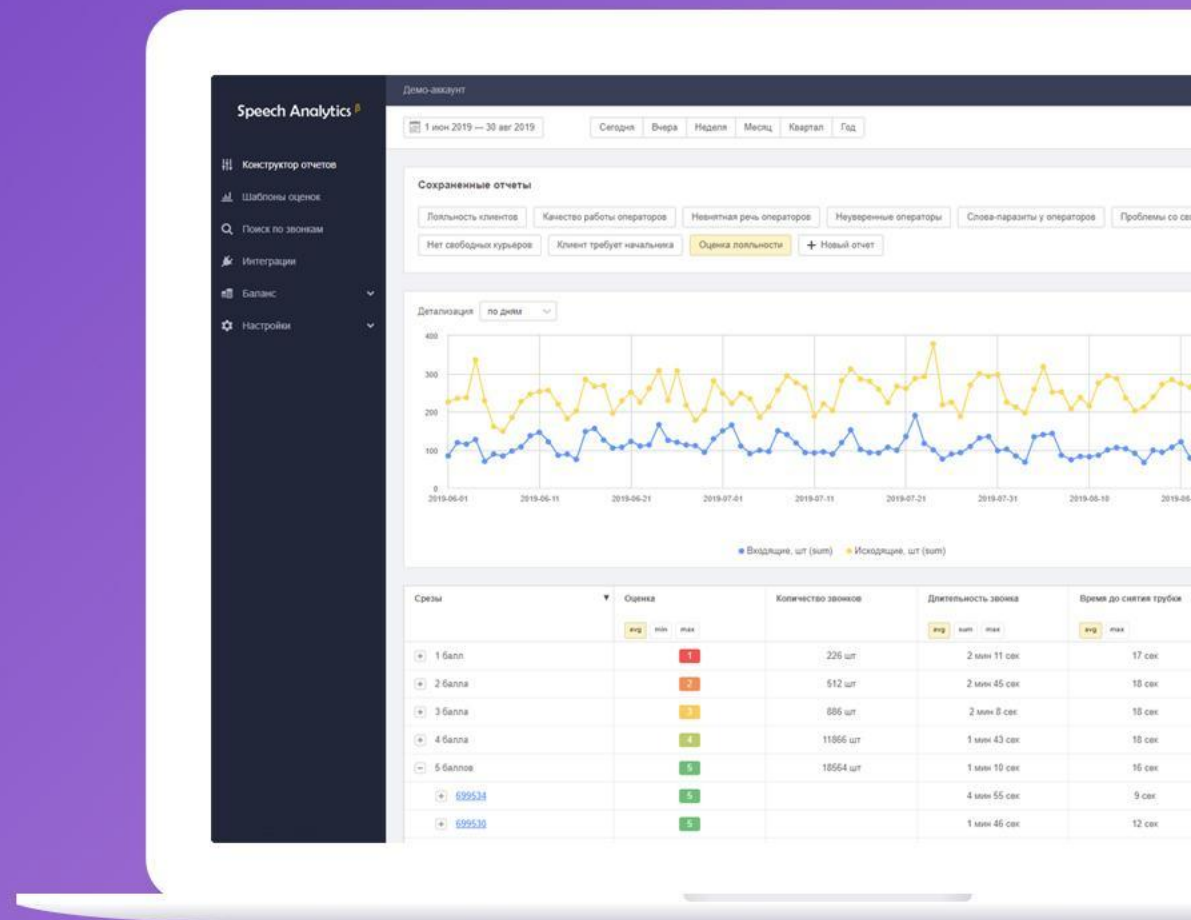 Демо-аккаунт
Speech Analytics β
1 июн 2019 — 30 авг 2019 Сегодня Вчера Неделя Месяц Квартал Год
Конструктор отчетов
Шаблоны оценок
Поиск по звонкам
Интеграции
Баланс
Настройки
Сохраненные отчеты
Лояльность клиентов Качество работы операторов Невнятная речь операторов Неуверенные операторы Слова-паразиты у операторов Проблемы со свя
Нет свободных курьеров Клиент требует начальника Оценка лояльности + Новый отчет
Детализация по дням
400
300
200
100
0
2019-06-01 2019-06-11 2019-06-21 2019-07-01 2019-07-11 2019-07-21 2019-07-31 2019-08-10 2019-08
Входящие, шт (sum) Исходящие, шт (sum)
Срезы Оценка Количество звонков Длительность звонка Время до снятия трубки
avg min max avg sum max avg max
1 балл 1 226 шт 2 мин 11 сек 17 сек
2 балла 2 512 шт 2 мин 45 сек 18 сек
3 балла 3 886 шт 2 мин 8 сек 18 сек
4 балла 4 11866 шт 1 мин 43 сек 18 сек
5 баллов 5 18564 шт 1 мин 10 сек 16 сек
699534 5 4 мин 55 сек 9 сек
699530 5 1 мин 46 сек 12 сек